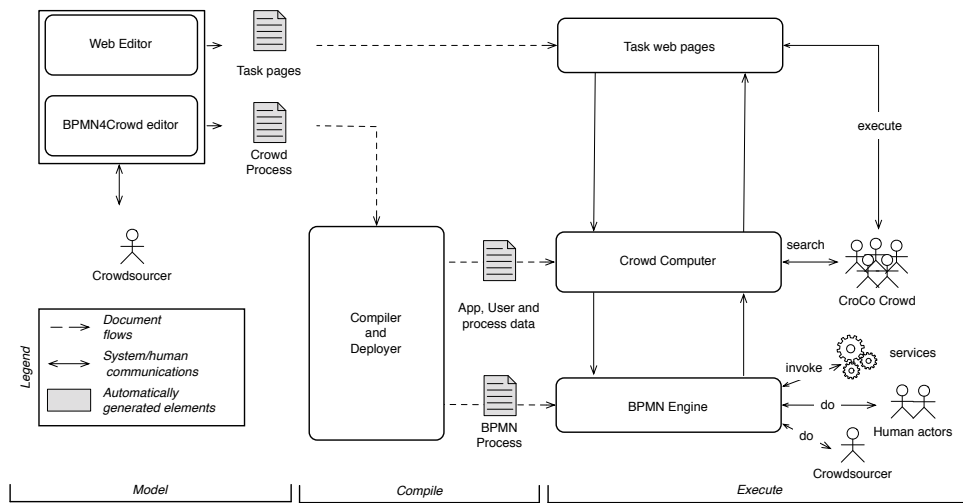 Web Editor
Task pages
Task web pages
BPMN4Crowd editor
Crowd
Process
execute
Crowdsourcer
Compiler
and
Deployer
App, User and
process data
Crowd Computer
search
CroCo Crowd
Legend
Document
flows
System/human
communications
Automatically
generated elements
BPMN
Process
BPMN Engine
invoke
services
do
Human actors
do
Crowdsourcer
Model
Compile
Execute